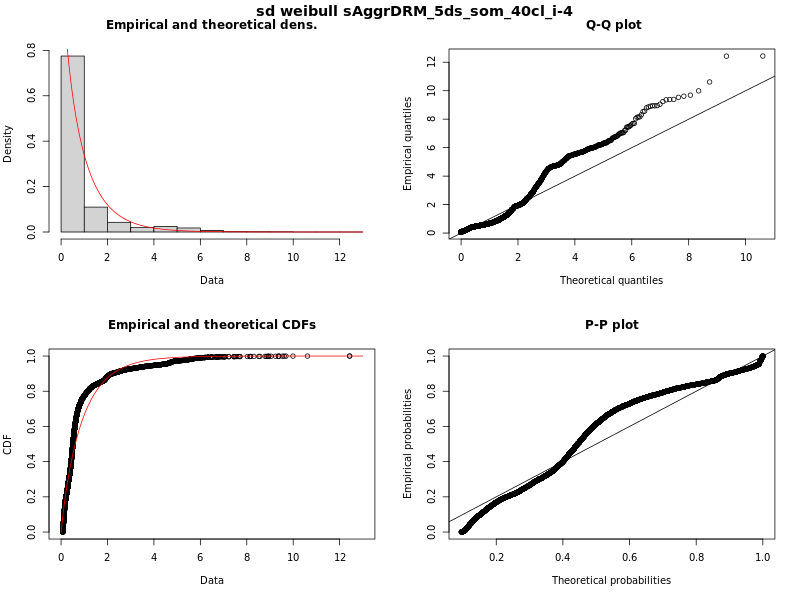 sd weibull sAggrDRM_5ds_som_40cl_i-4
Empirical and theoretical dens.
Density
0.0 0.2 0.4 0.6 0.8
0 2 4 6 8 10 12
Data
Q-Q plot
Empirical quantiles
0 2 4 6 8 10 12
0 2 4 6 8 10
Theoretical quantiles
Empirical and theoretical CDFs
CDF
0.0 0.2 0.4 0.6 0.8 1.0
0 2 4 6 8 10 12
Data
P-P plot
Empirical probabilities
0.0 0.2 0.4 0.6 0.8 1.0
0.2 0.4 0.6 0.8 1.0
Theoretical probabilities